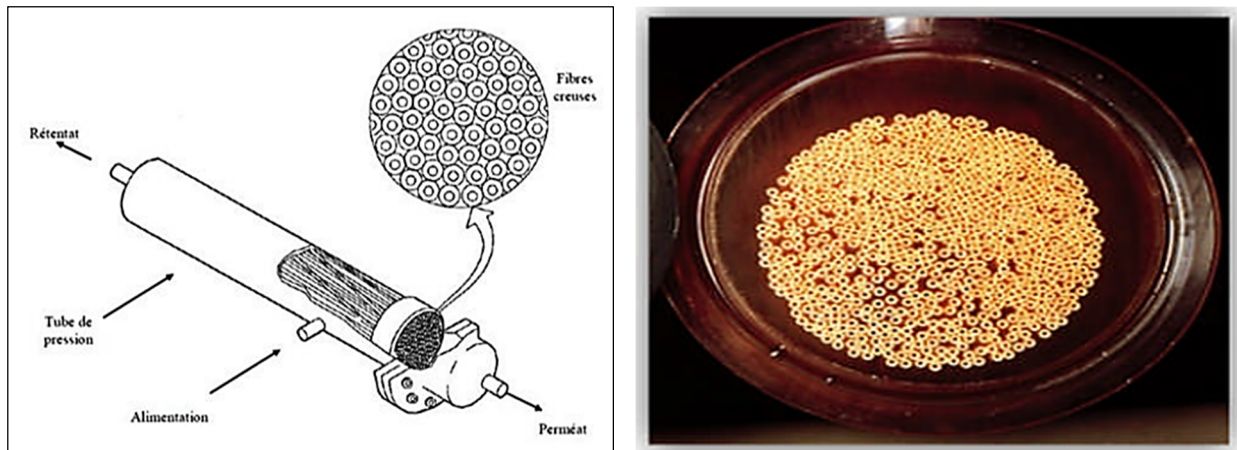 Fibres
creuses
Rétentat
Tube de
pression
Alimentation
Perméat